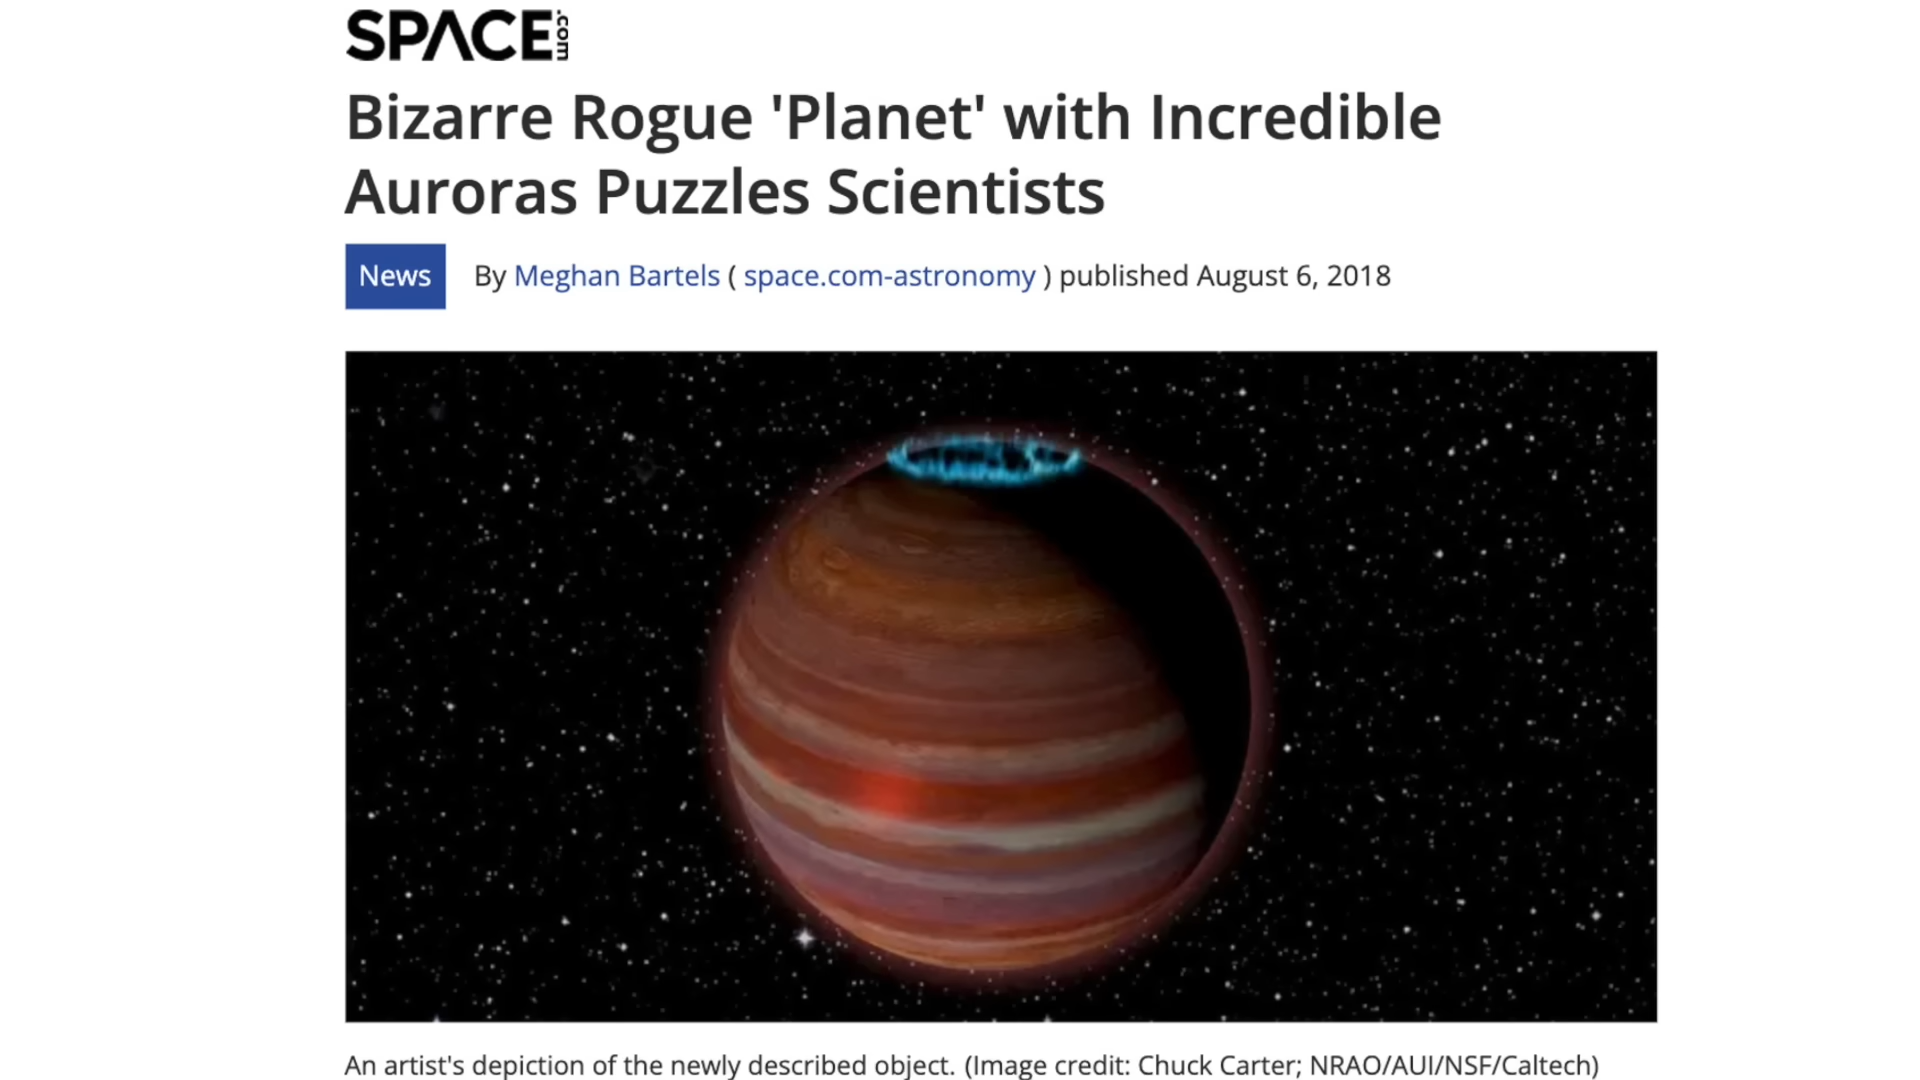 SPACE.com
Bizarre Rogue 'Planet' with Incredible
Auroras Puzzles Scientists
News By Meghan Bartels ( space.com-astronomy ) published August 6, 2018
An artist's depiction of the newly described object. (Image credit: Chuck Carter; NRAO/AUI/NSF/Caltech)